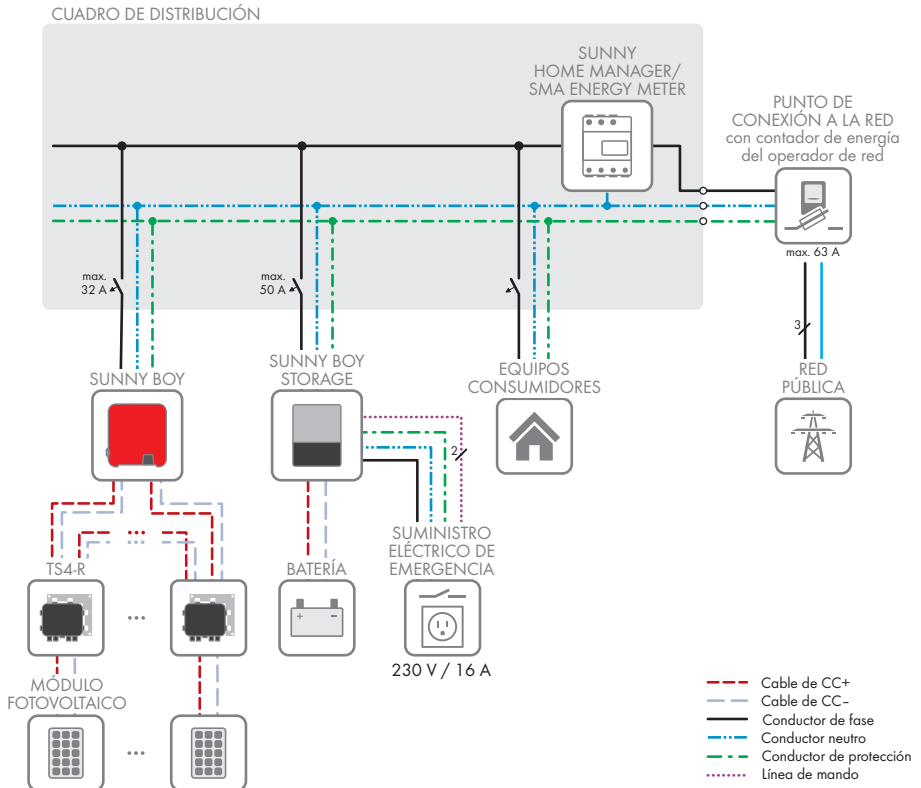 CUADRO DE DISTRIBUCIÓN
SUNNY
HOME MANAGER/
SMA ENERGY METER
PUNTO DE
CONEXIÓN A LA RED
con contador de energía
del operador de red
max. 63 A
max.
32 A
max.
50 A
3
SUNNY BOY
SUNNY BOY
STORAGE
EQUIPOS
CONSUMIDORES
RED
PÚBLICA
2
SUMINISTRO
ELÉCTRICO DE
EMERGENCIA
TS4-R
...
BATERÍA
...
+ −
230 V / 16 A
MÓDULO
FOTOVOLTAICO
...
Cable de CC+
Cable de CC–
Conductor de fase
Conductor neutro
Conductor de protección
Línea de mando